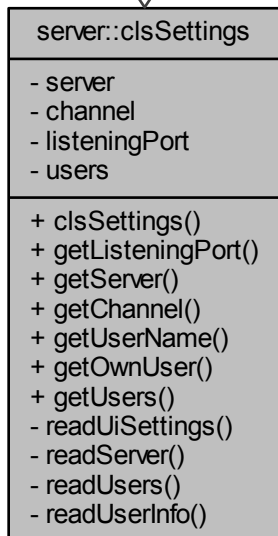 server::clsSettings
- server
- channel
- listeningPort
- users
+ clsSettings()
+ getListeningPort()
+ getServer()
+ getChannel()
+ getUserName()
+ getOwnUser()
+ getUsers()
- readUiSettings()
- readServer()
- readUsers()
- readUserInfo()